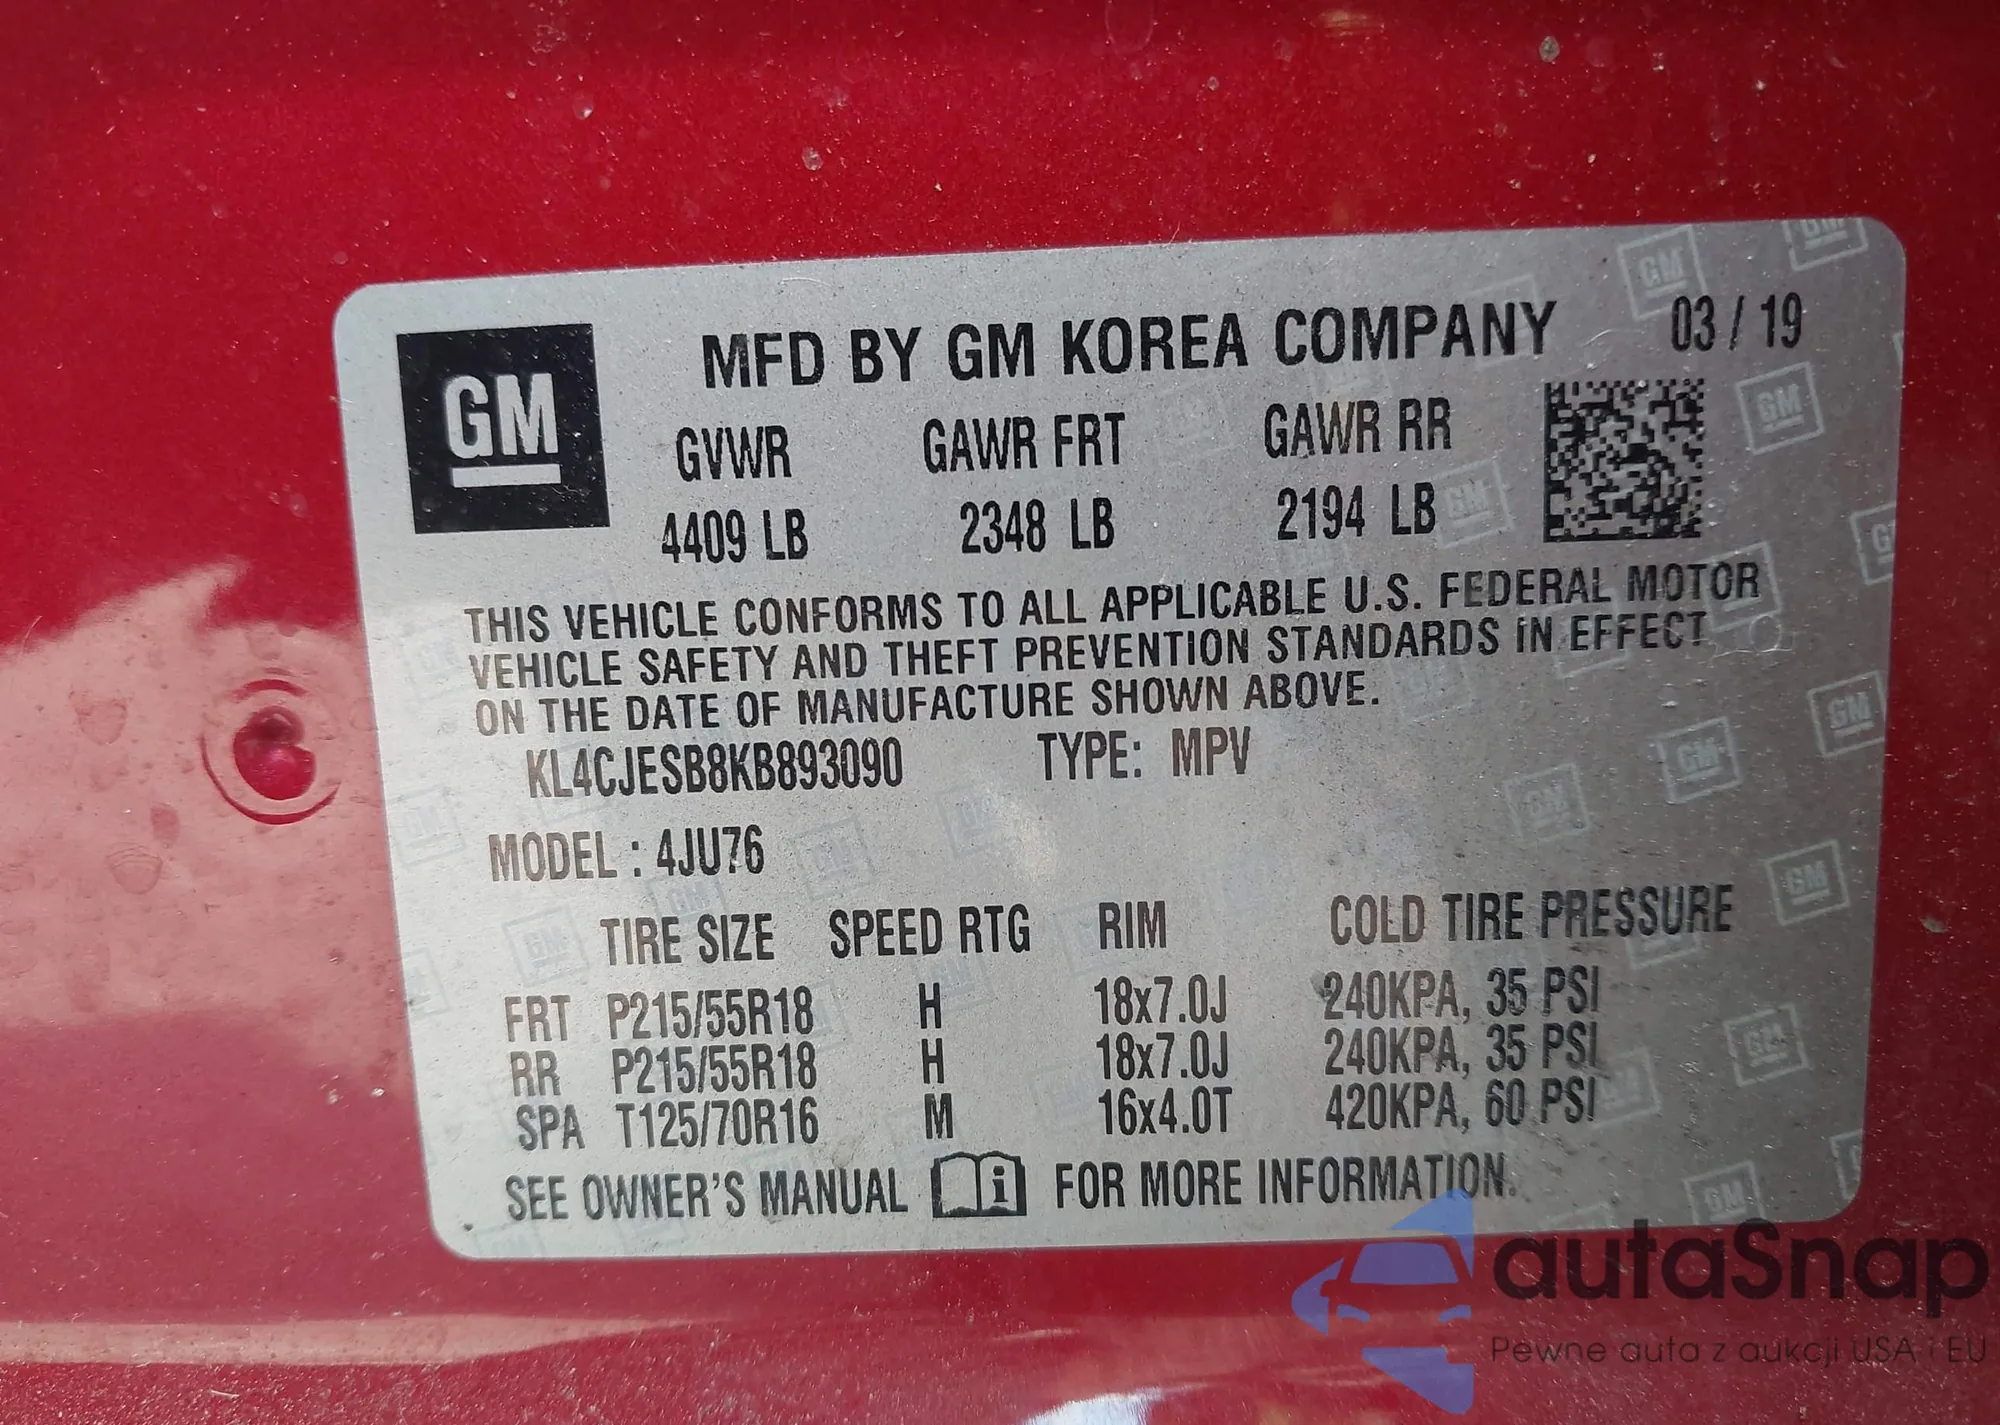 MFD BY GM KOREA COMPANY 03 / 19
GM
GVWR GAWR FRT GAWR RR
4409 LB 2348 LB 2194 LB
THIS VEHICLE CONFORMS TO ALL APPLICABLE U.S. FEDERAL MOTOR
VEHICLE SAFETY AND THEFT PREVENTION STANDARDS IN EFFECT
ON THE DATE OF MANUFACTURE SHOWN ABOVE.
KL4CJESB8KB893090 TYPE: MPV
MODEL : 4JU76
TIRE SIZE SPEED RTG RIM COLD TIRE PRESSURE
FRT P215/55R18 H 18x7.0J 240KPA, 35 PSI
RR P215/55R18 H 18x7.0J 240KPA, 35 PSI
SPA T125/70R16 M 16x4.0T 420KPA, 60 PSI
SEE OWNER'S MANUAL i FOR MORE INFORMATION.
autaSnap
Pewne auta z aukcji USA i EU